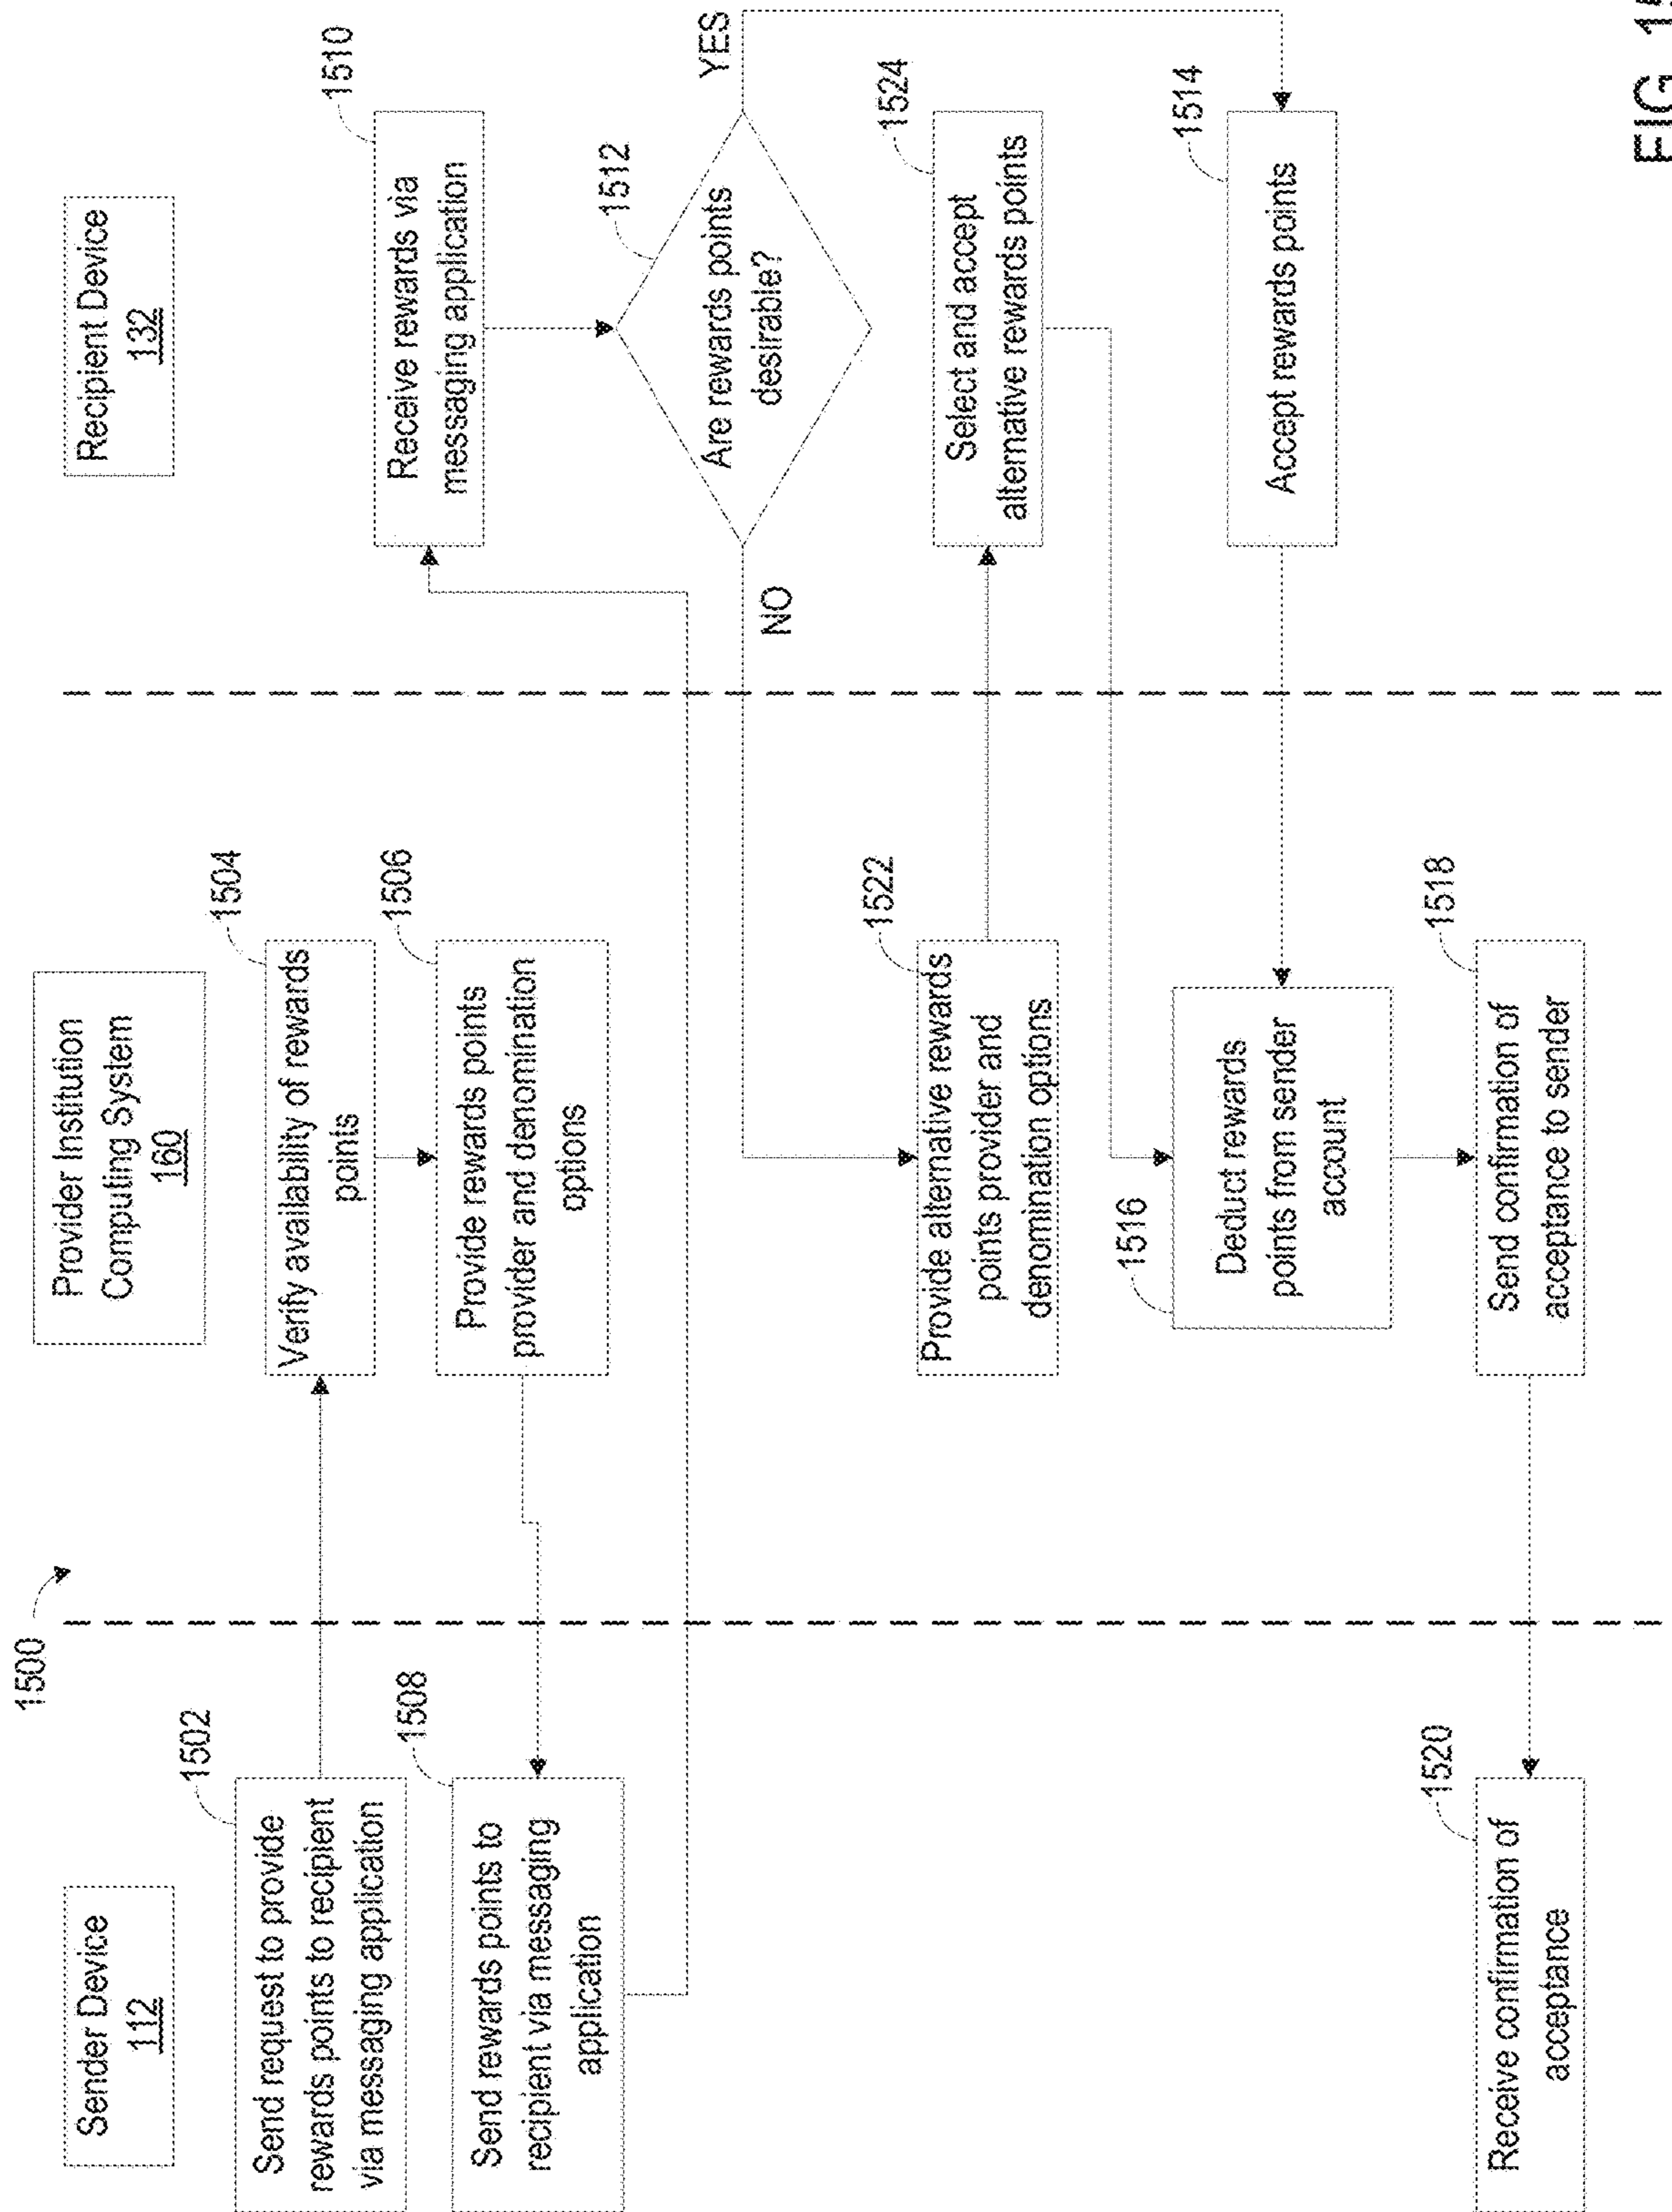 1500
Sender Device
112
Provider Institution
Computing System
160
Recipient Device
132
1502
Send request to provide
rewards points to recipient
via messaging application
1504
Verify availability of rewards
points
1506
Provide rewards points
provider and denomination
options
1508
Send rewards points to
recipient via messaging
application
1510
Receive rewards via
messaging application
1512
Are rewards points
desirable?
YES
NO
1522
Provide alternative rewards
points provider and
denomination options
1524
Select and accept
alternative rewards points
1514
Accept rewards points
1516
Deduct rewards
points from sender
account
1518
Send confirmation of
acceptance to sender
1520
Receive confirmation of
acceptance
FIG.